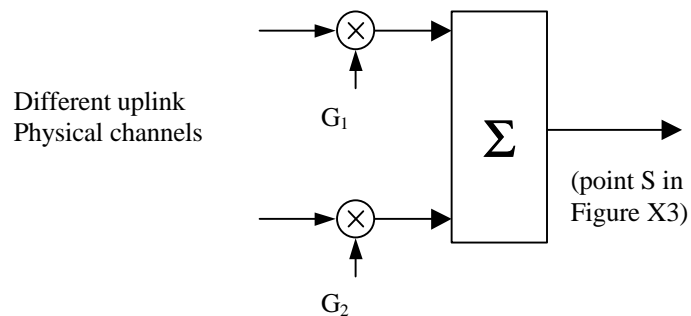 Different uplink
Physical channels
G₁
Σ
(point S in
Figure X3)
G₂